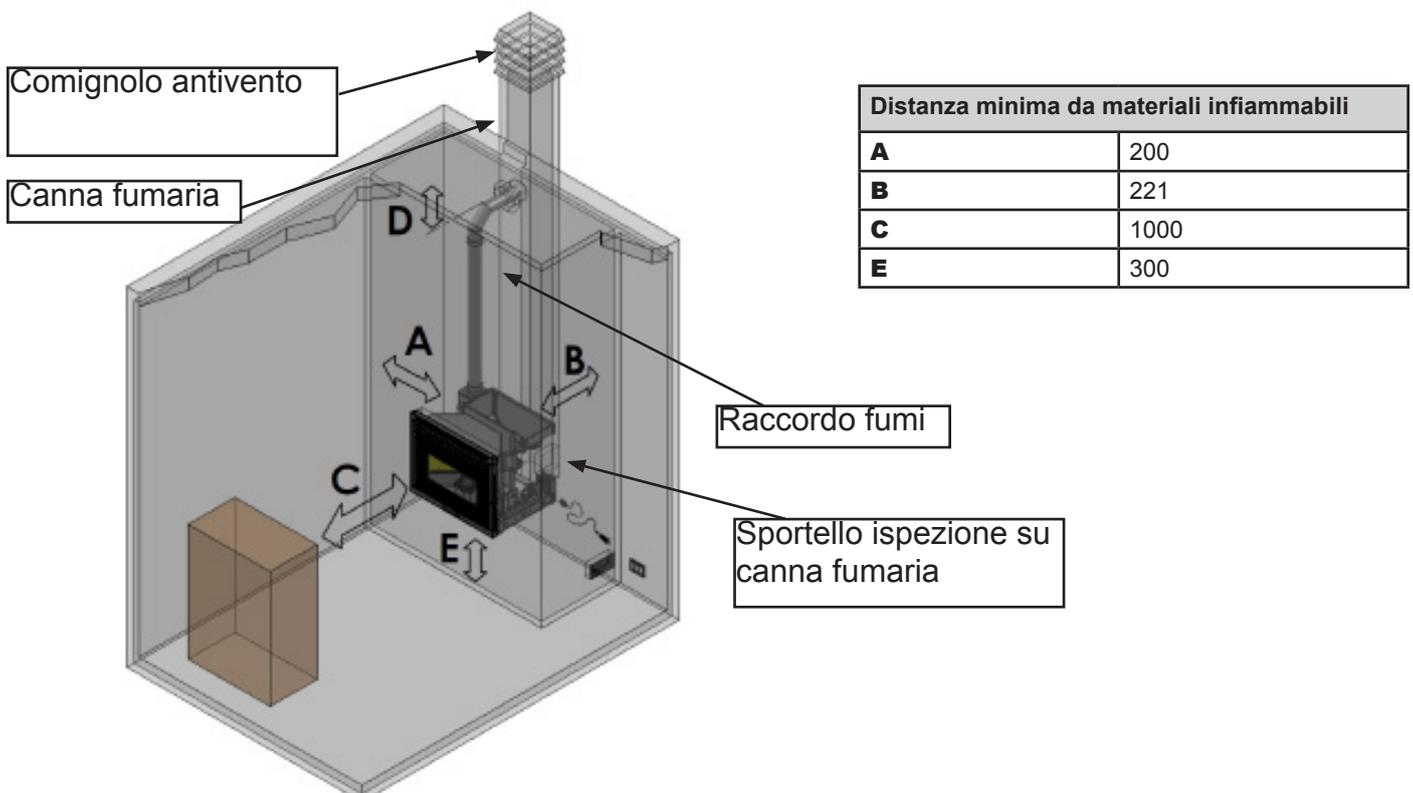 Comignolo antivento
Canna fumaria
D
A
B
C
E
Raccordo fumi
Sportello ispezione su
canna fumaria
Distanza minima da materiali infiammabili
A 200
B 221
C 1000
E 300